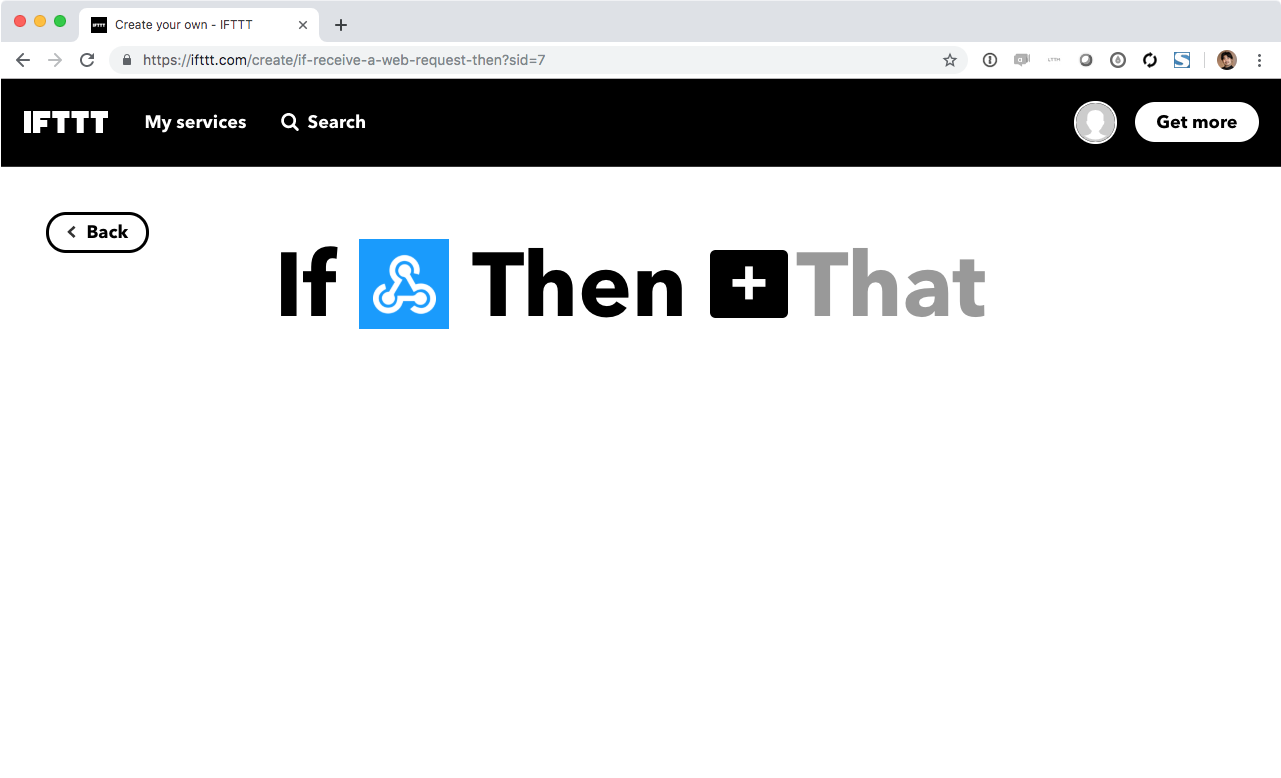 Create your own - IFTTT
https://ifttt.com/create/if-receive-a-web-request-then?sid=7
IFTTT My services Search Get more
Back
If Then + That